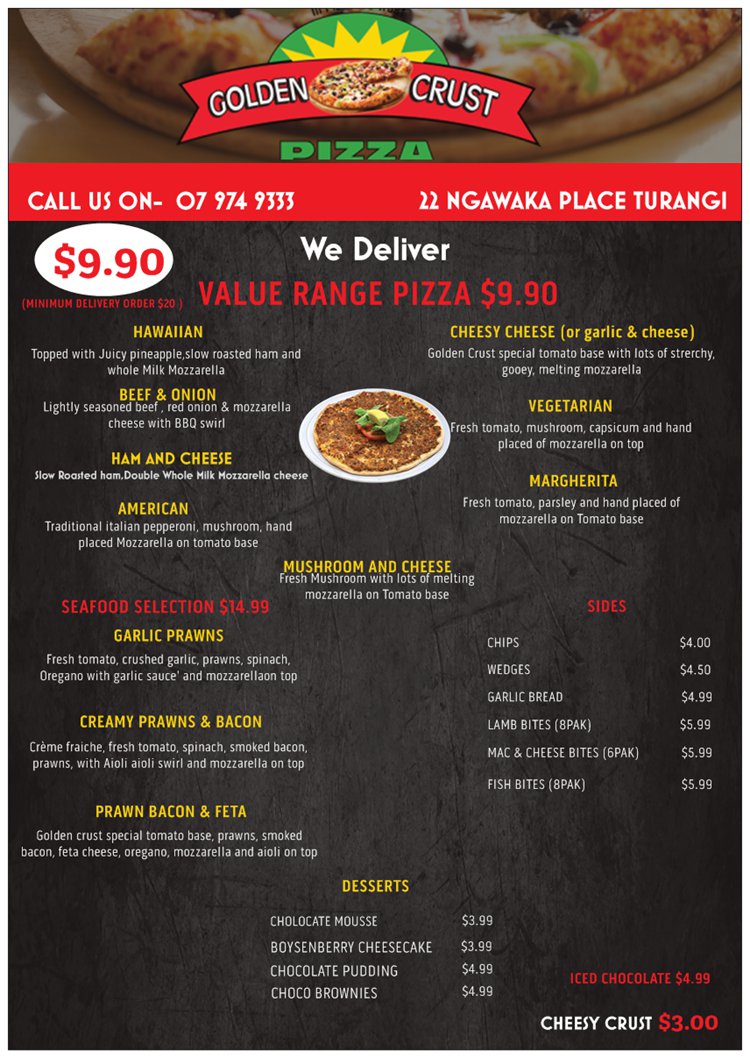 GOLDEN CRUST
PIZZA
CALL US ON- 07 974 9333
22 NGAWAKA PLACE TURANGI
$9.90
(MINIMUM DELIVERY ORDER $20 )
We Deliver
VALUE RANGE PIZZA $9.90
HAWAIIAN
Topped with Juicy pineapple,slow roasted ham and
whole Milk Mozzarella
BEEF & ONION
Lightly seasoned beef , red onion & mozzarella
cheese with BBQ swirl
HAM AND CHEESE
Slow Roasted ham,Double Whole Milk Mozzarella cheese
AMERICAN
Traditional italian pepperoni, mushroom, hand
placed Mozzarella on tomato base
CHEESY CHEESE (or garlic & cheese)
Golden Crust special tomato base with lots of strerchy,
gooey, melting mozzarella
VEGETARIAN
Fresh tomato, mushroom, capsicum and hand
placed of mozzarella on top
MARGHERITA
Fresh tomato, parsley and hand placed of
mozzarella on Tomato base
MUSHROOM AND CHEESE
Fresh Mushroom with lots of melting
mozzarella on Tomato base
SEAFOOD SELECTION $14.99
GARLIC PRAWNS
Fresh tomato, crushed garlic, prawns, spinach,
Oregano with garlic sauce' and mozzarellaon top
CREAMY PRAWNS & BACON
Crème fraiche, fresh tomato, spinach, smoked bacon,
prawns, with Aioli aioli swirl and mozzarella on top
PRAWN BACON & FETA
Golden crust special tomato base, prawns, smoked
bacon, feta cheese, oregano, mozzarella and aioli on top
SIDES
CHIPS $4.00
WEDGES $4.50
GARLIC BREAD $4.99
LAMB BITES (8PAK) $5.99
MAC & CHEESE BITES (6PAK) $5.99
FISH BITES (8PAK) $5.99
DESSERTS
CHOLOCATE MOUSSE $3.99
BOYSENBERRY CHEESECAKE $3.99
CHOCOLATE PUDDING $4.99
CHOCO BROWNIES $4.99
ICED CHOCOLATE $4.99
CHEESY CRUST $3.00